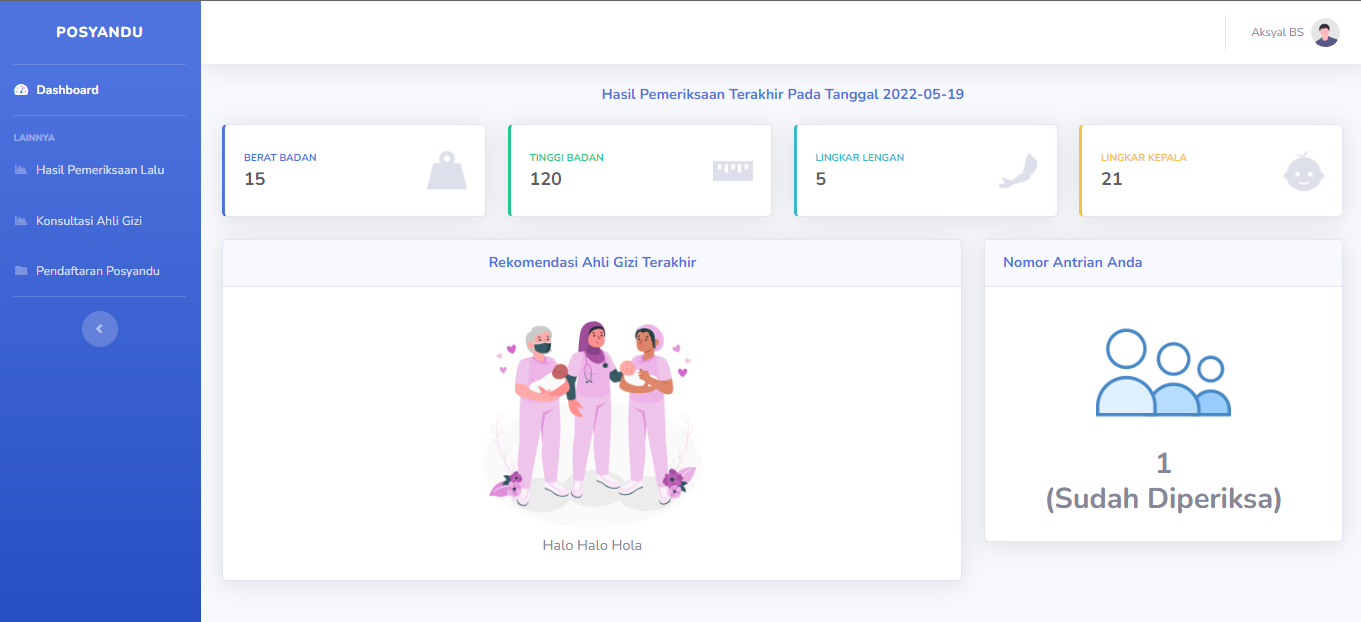 POSYANDU
Aksyal BS
Dashboard
LAINNYA
Hasil Pemeriksaan Lalu
Konsultasi Ahli Gizi
Pendaftaran Posyandu
Hasil Pemeriksaan Terakhir Pada Tanggal 2022-05-19
BERAT BADAN
15
TINGGI BADAN
120
LINGKAR LENGAN
5
LINGKAR KEPALA
21
Rekomendasi Ahli Gizi Terakhir
Halo Halo Hola
Nomor Antrian Anda
1
(Sudah Diperiksa)